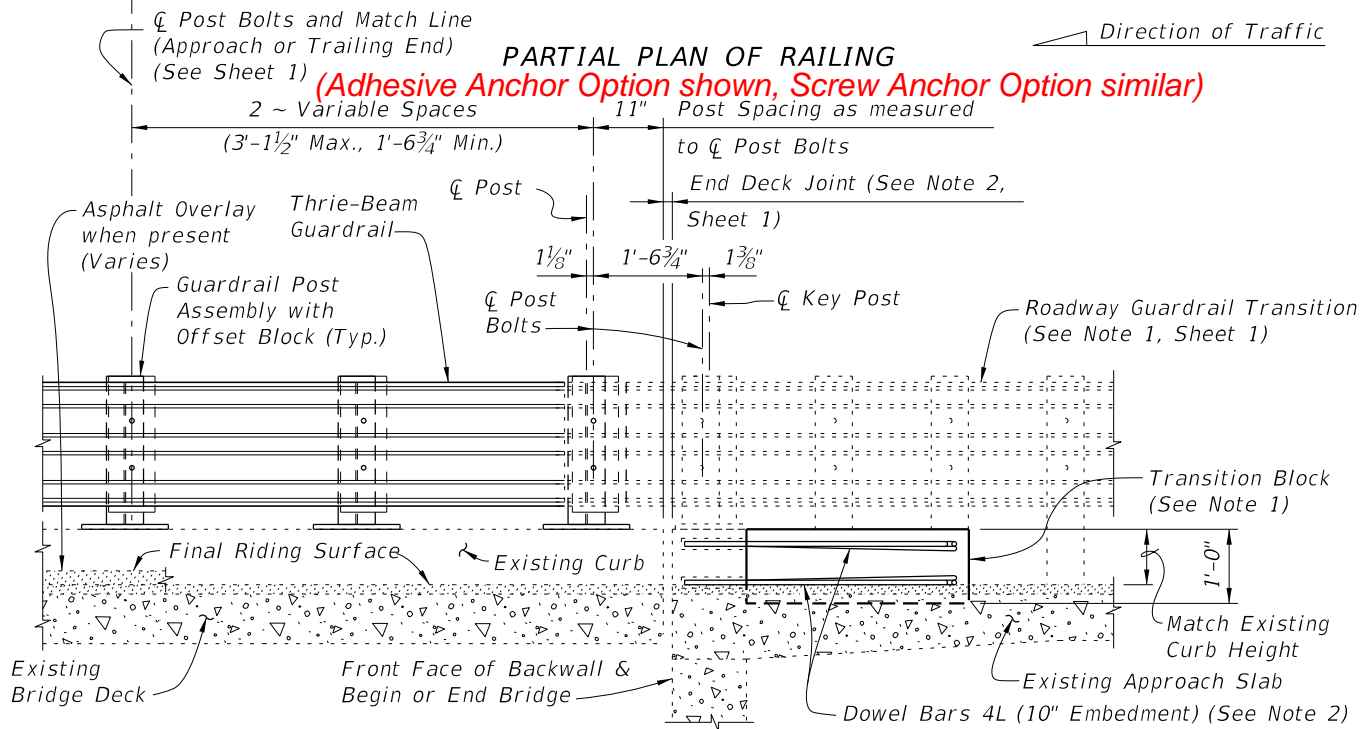 ℄ Post Bolts and Match Line
(Approach or Trailing End)
(See Sheet 1)
PARTIAL PLAN OF RAILING
(Adhesive Anchor Option shown, Screw Anchor Option similar)
Direction of Traffic
2 ~ Variable Spaces
(3'-1½" Max., 1'-6¾" Min.)
11"
Post Spacing as measured
to ℄ Post Bolts
℄ Post
End Deck Joint (See Note 2,
Sheet 1)
Asphalt Overlay
when present
(Varies)
Thrie-Beam
Guardrail
1⅛"
1'-6¾"
1⅜"
Guardrail Post
Assembly with
Offset Block (Typ.)
℄ Post
Bolts
℄ Key Post
Roadway Guardrail Transition
(See Note 1, Sheet 1)
Transition Block
(See Note 1)
Final Riding Surface
Existing Curb
1'-0"
Match Existing
Curb Height
Existing
Bridge Deck
Front Face of Backwall &
Begin or End Bridge
Existing Approach Slab
Dowel Bars 4L (10" Embedment) (See Note 2)